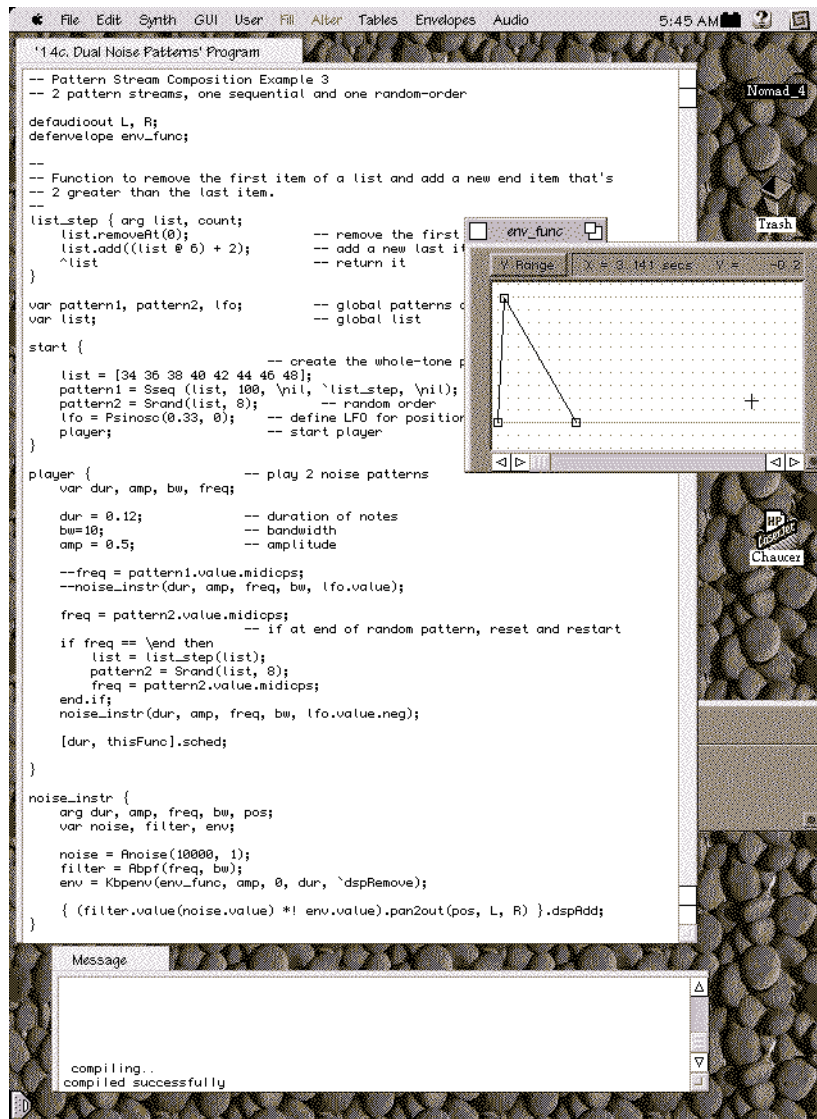 File Edit Synth GUI User Fill Alter Tables Envelopes Audio 5:45 AM
'1 4c. Dual Noise Patterns' Program
-- Pattern Stream Composition Example 3
-- 2 pattern streams, one sequential and one random-order
defaudioout L, R;
defenvelope env_func;
--
-- Function to remove the first item of a list and add a new end item that's
-- 2 greater than the last item.
--
list_step { arg list, count;
list.removeAt(0); -- remove the first
list.add((list @ 6) + 2); -- add a new last it
^list -- return it
}
var pattern1, pattern2, lfo; -- global patterns
var list; -- global list
start {
-- create the whole-tone p
list = [34 36 38 40 42 44 46 48];
pattern1 = Sseq (list, 100, \nil, `list_step, \nil);
pattern2 = Srand(list, 8); -- random order
lfo = Psinosc(0.33, 0); -- define LFO for position
player; -- start player
}
player { -- play 2 noise patterns
var dur, amp, bw, freq;
dur = 0.12; -- duration of notes
bw=10; -- bandwidth
amp = 0.5; -- amplitude
--freq = pattern1.value.midicps;
--noise_instr(dur, amp, freq, bw, lfo.value);
freq = pattern2.value.midicps;
-- if at end of random pattern, reset and restart
if freq == \end then
list = list_step(list);
pattern2 = Srand(list, 8);
freq = pattern2.value.midicps;
end.if;
noise_instr(dur, amp, freq, bw, lfo.value.neg);
[dur, thisFunc].sched;
}
noise_instr {
arg dur, amp, freq, bw, pos;
var noise, filter, env;
noise = Anoise(10000, 1);
filter = Abpf(freq, bw);
env = Kbpenv(env_func, amp, 0, dur, `dspRemove);
{ (filter.value(noise.value) *! env.value).pan2out(pos, L, R) }.dspAdd;
}
env_func
Y Range X = 3.141 secs Y = -0.2
Nomad_4
Trash
HP
LaserJet
Chaucer
Message
compiling..
compiled successfully